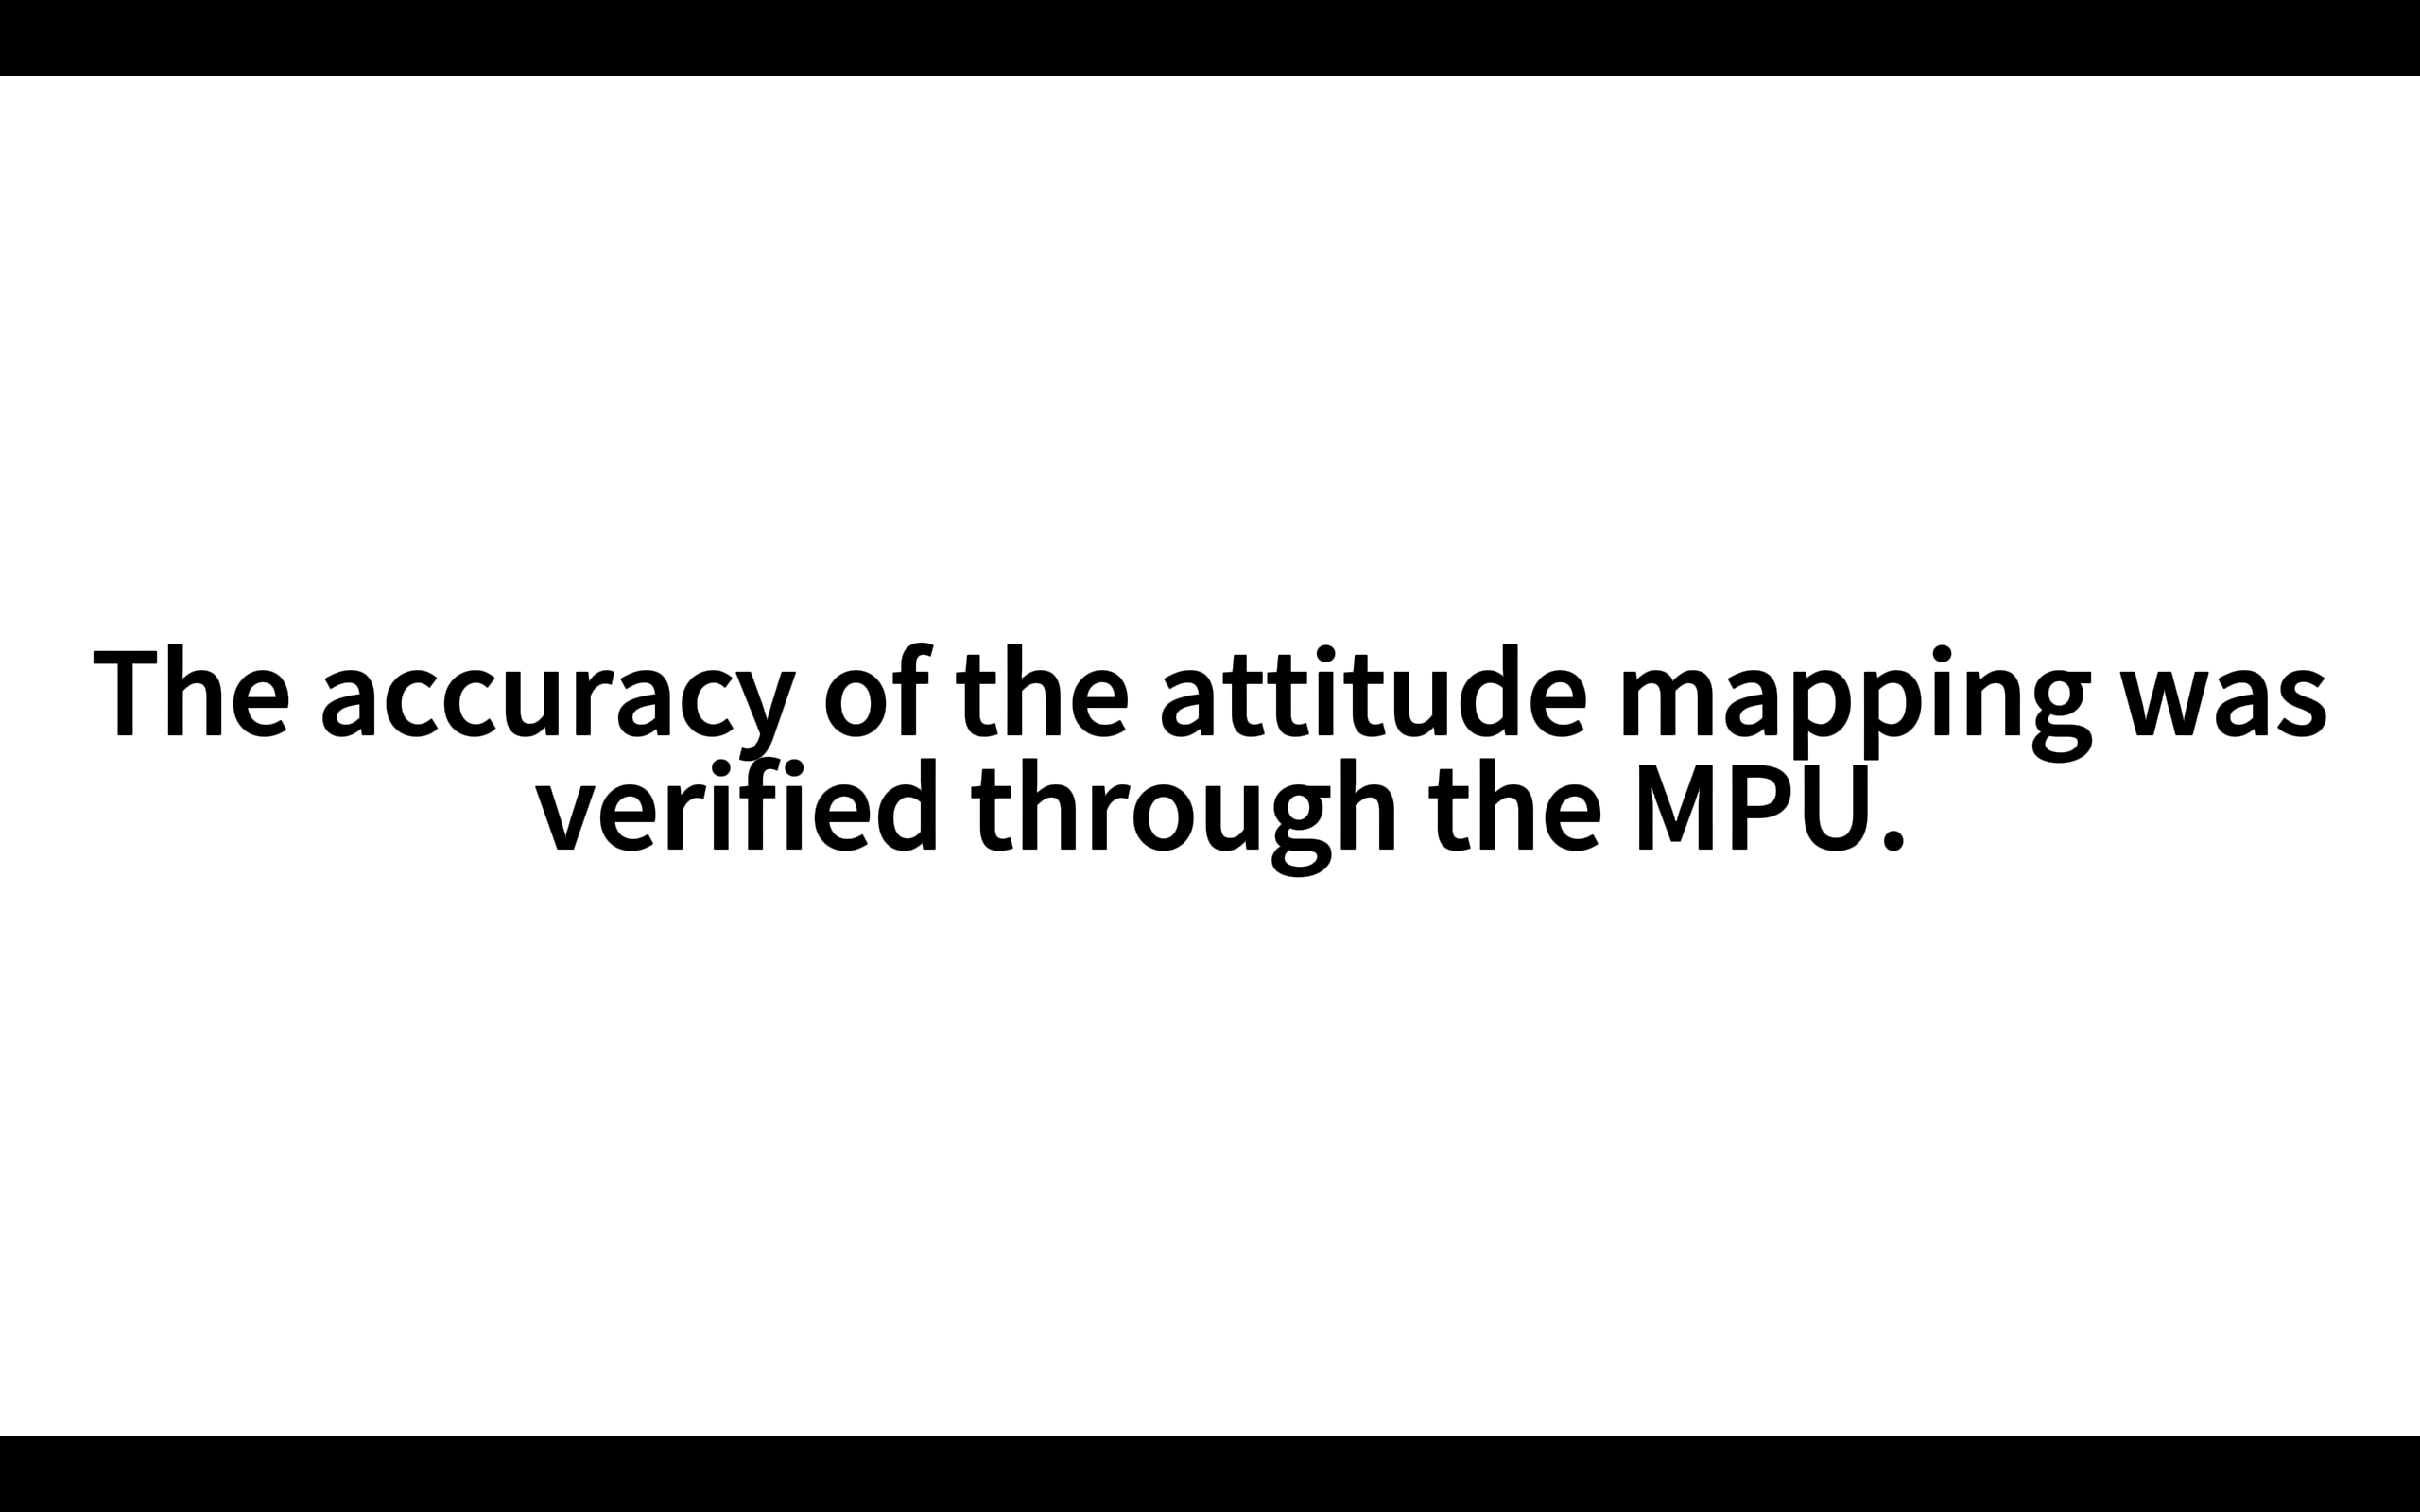 The accuracy of the attitude mapping was
verified through the MPU.